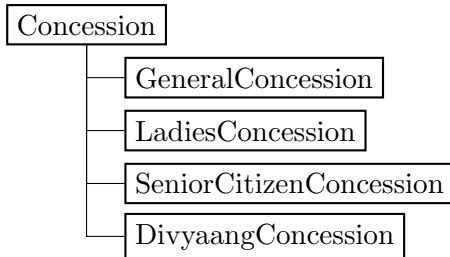 Concession
GeneralConcession
LadiesConcession
SeniorCitizenConcession
DivyaangConcession